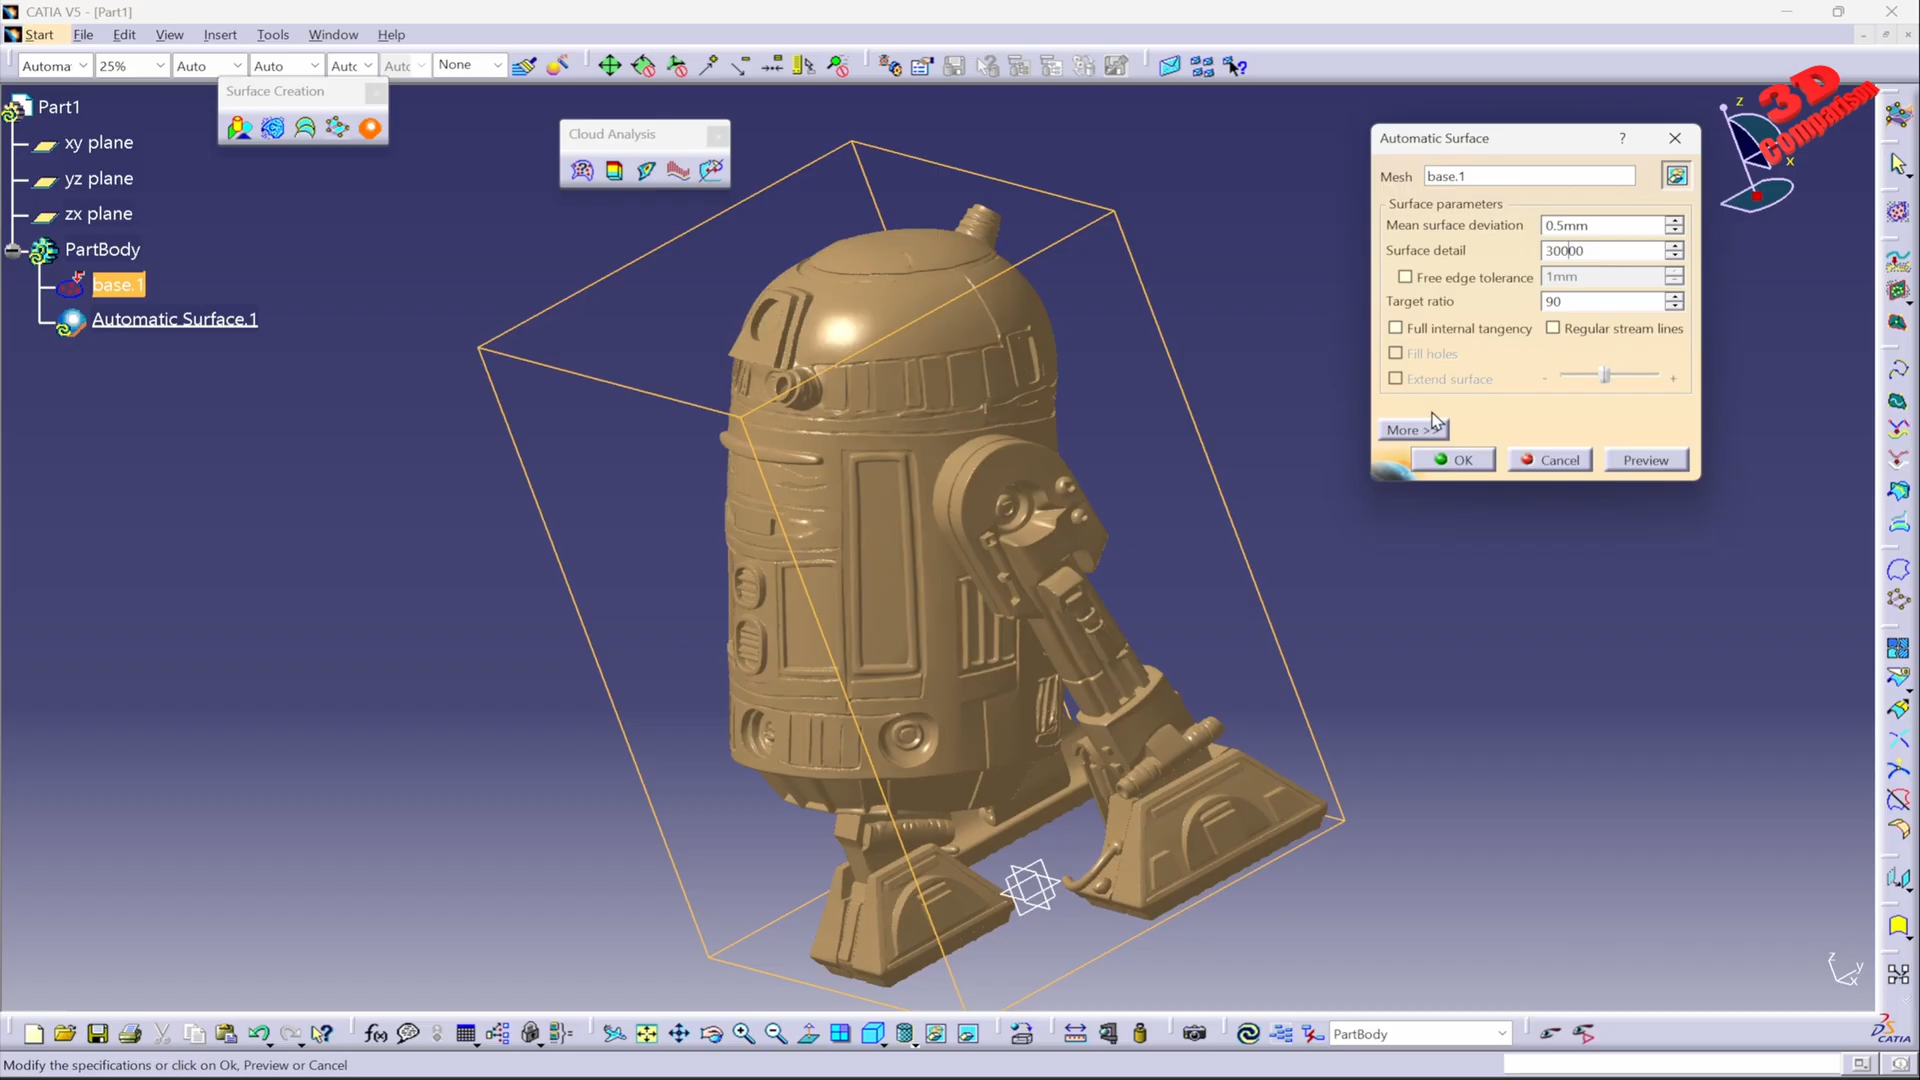 CATIA V5 - [Part1]
Start File Edit View Insert Tools Window Help
Automa 25% Auto Auto Auto Auto None
Surface Creation
Cloud Analysis
Part1
xy plane
yz plane
zx plane
PartBody
base.1
Automatic Surface.1
z
x
3D
Comparism
Automatic Surface ?
Mesh base.1
Surface parameters
Mean surface deviation 0.5mm
Surface detail 30000
Free edge tolerance 1mm
Target ratio 90
Full internal tangency Regular stream lines
Fill holes
Extend surface - +
More >>
OK Cancel Preview
z
y
x
PartBody
CATIA
Modify the specifications or click on Ok, Preview or Cancel